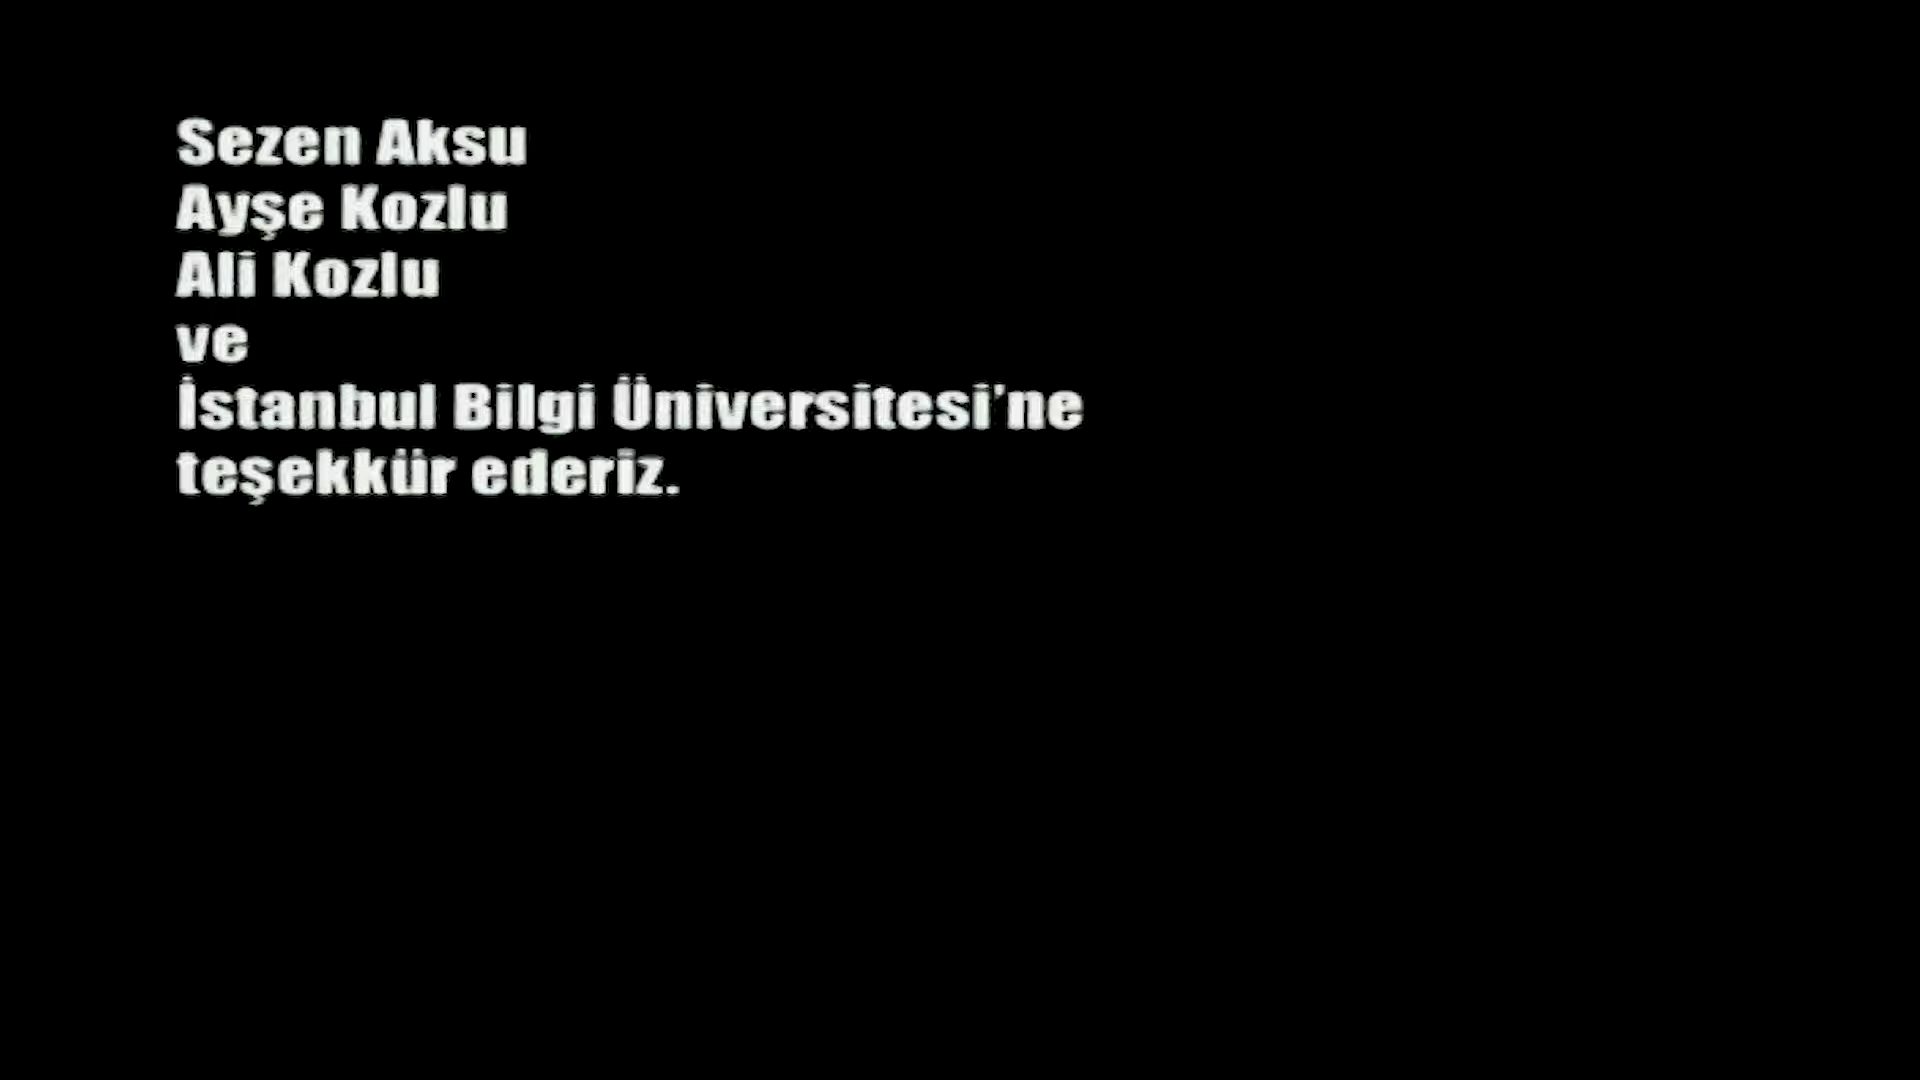 Sezen Aksu
Ayşe Kozlu
Ali Kozlu
ve
İstanbul Bilgi Üniversitesi'ne
teşekkür ederiz.